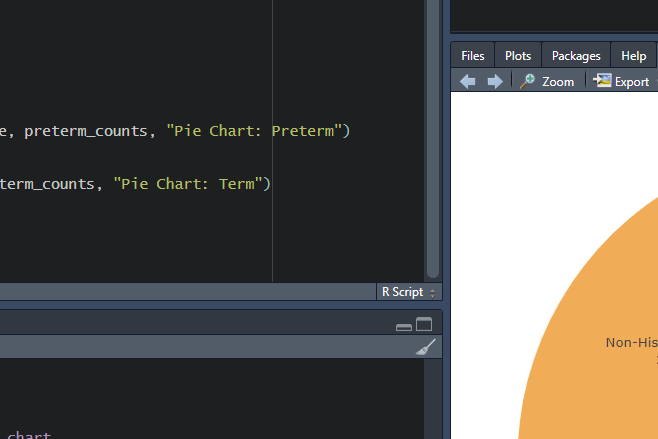 Files Plots Packages Help
Zoom Export
e, preterm_counts, "Pie Chart: Preterm")
term_counts, "Pie Chart: Term")
R Script
Non-His
chart